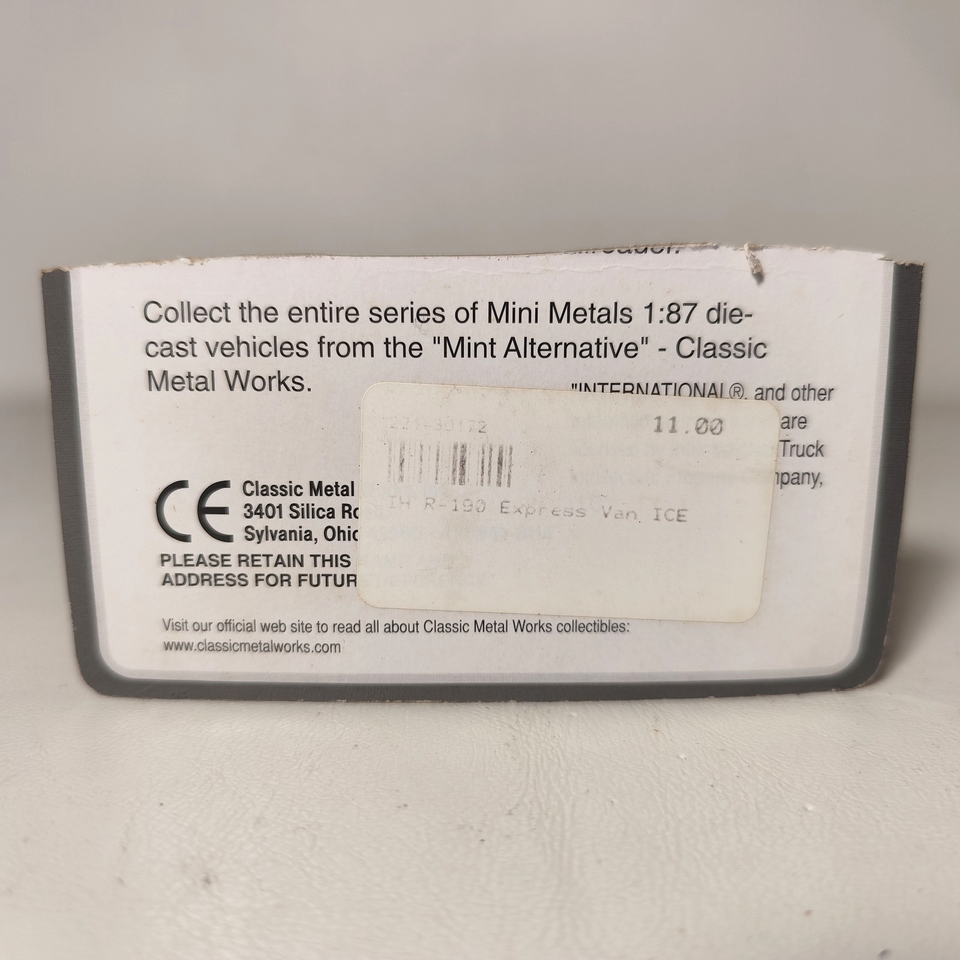 Collect the entire series of Mini Metals 1:87 die-
cast vehicles from the "Mint Alternative" - Classic
Metal Works.
"INTERNATIONAL®, and other
are
Truck
mpany,
11.00
IH R-190 Express Van ICE
CE
Classic Metal
3401 Silica Ro
Sylvania, Ohio
PLEASE RETAIN THIS
ADDRESS FOR FUTUR
Visit our official web site to read all about Classic Metal Works collectibles:
www.classicmetalworks.com